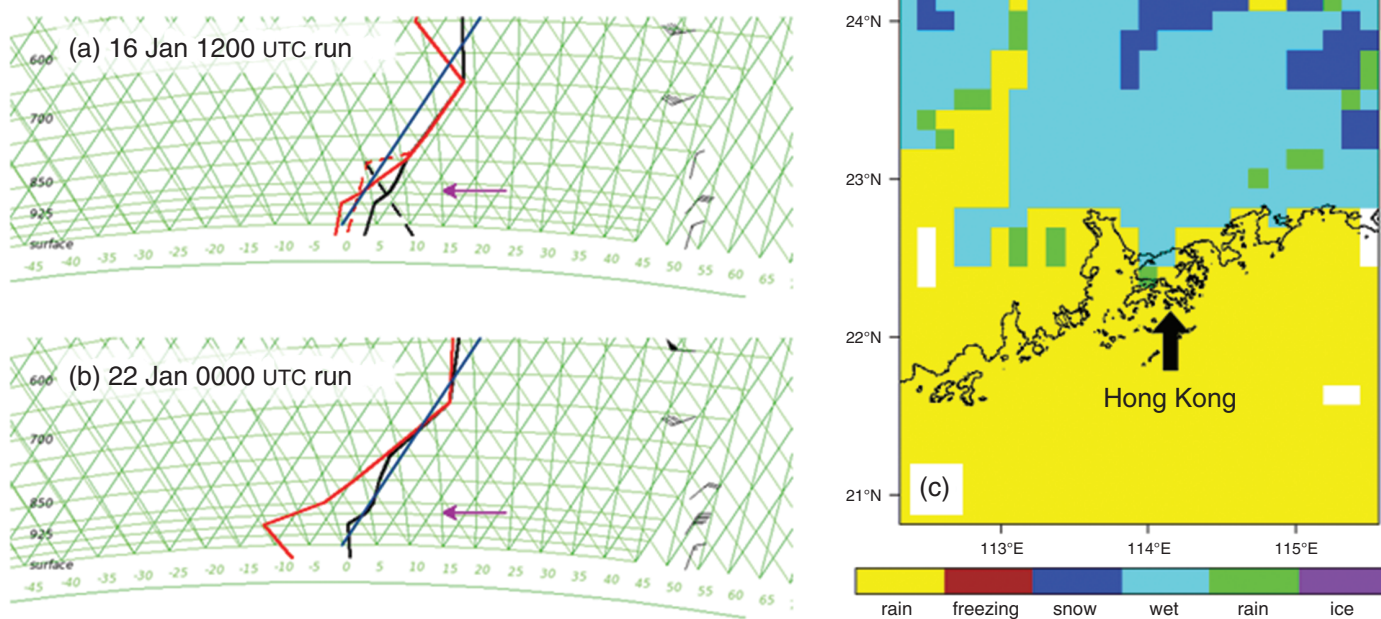 (a) 16 Jan 1200 UTC run
600
700
850
925
surface
-45 -40 -35 -30 -25 -20 -15 -10 -5 0 5 10 15 20 25 30 35 40 45 50 55 60 65
(b) 22 Jan 0000 UTC run
600
700
850
925
surface
-45 -40 -35 -30 -25 -20 -15 -10 -5 0 5 10 15 20 25 30 35 40 45 50 55 60 65
24°N
23°N
22°N
21°N
Hong Kong
(c)
113°E 114°E 115°E
rain freezing snow wet rain ice